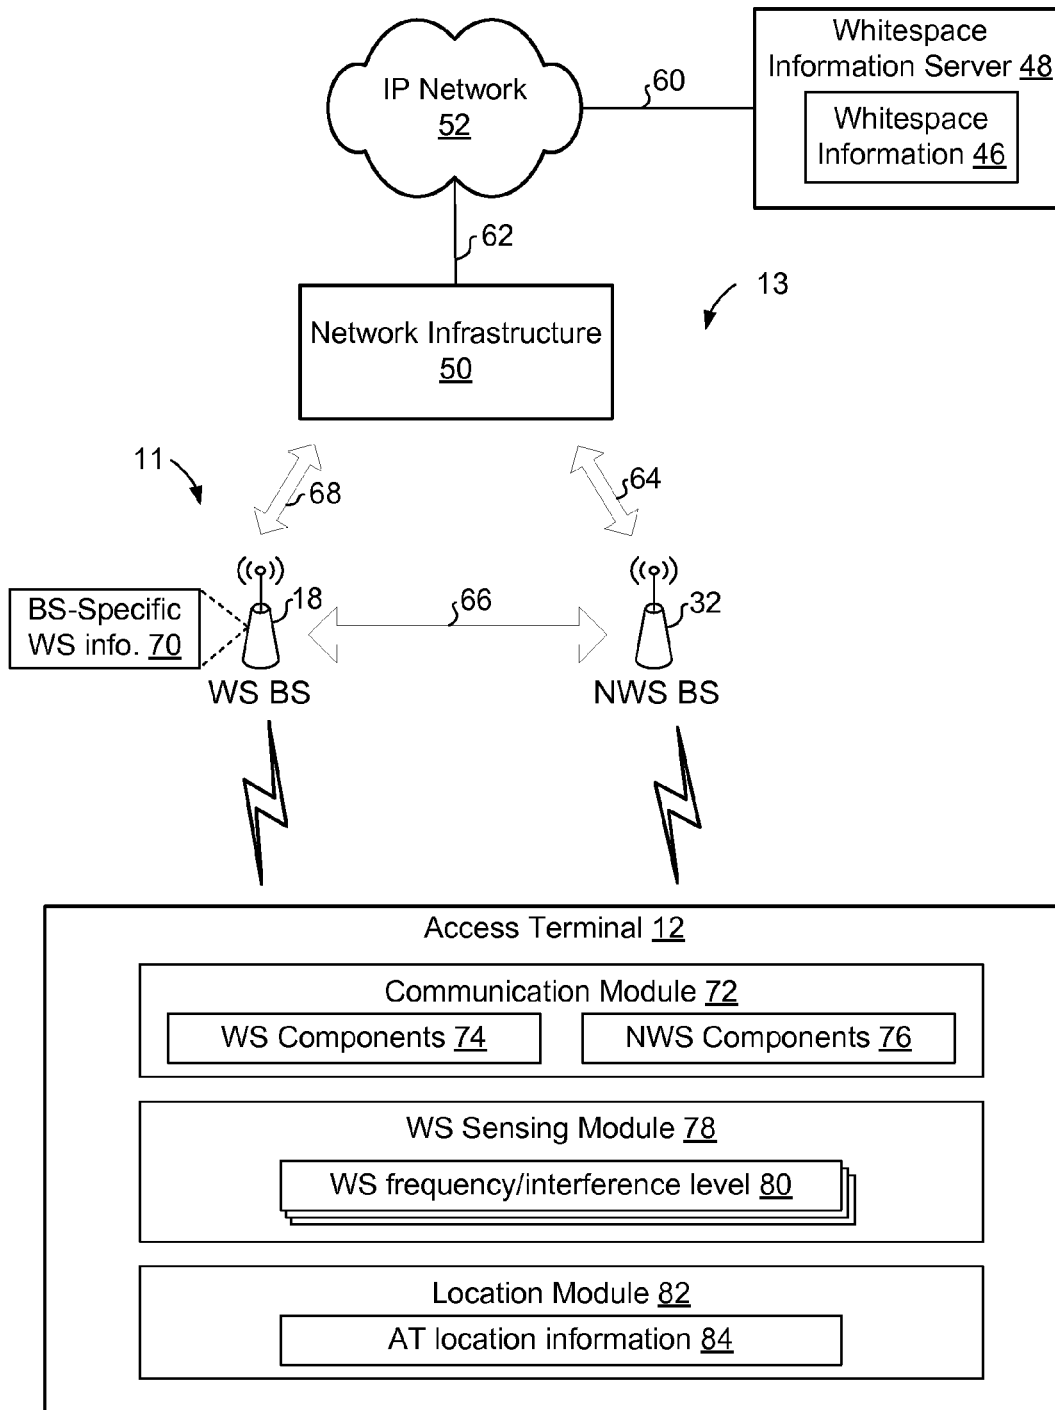 Whitespace
Information Server 48
Whitespace
Information 46
IP Network
52
60
62
13
Network Infrastructure
50
11
68
64
BS-Specific
WS info. 70
18
66
32
WS BS
NWS BS
Access Terminal 12
Communication Module 72
WS Components 74
NWS Components 76
WS Sensing Module 78
WS frequency/interference level 80
Location Module 82
AT location information 84